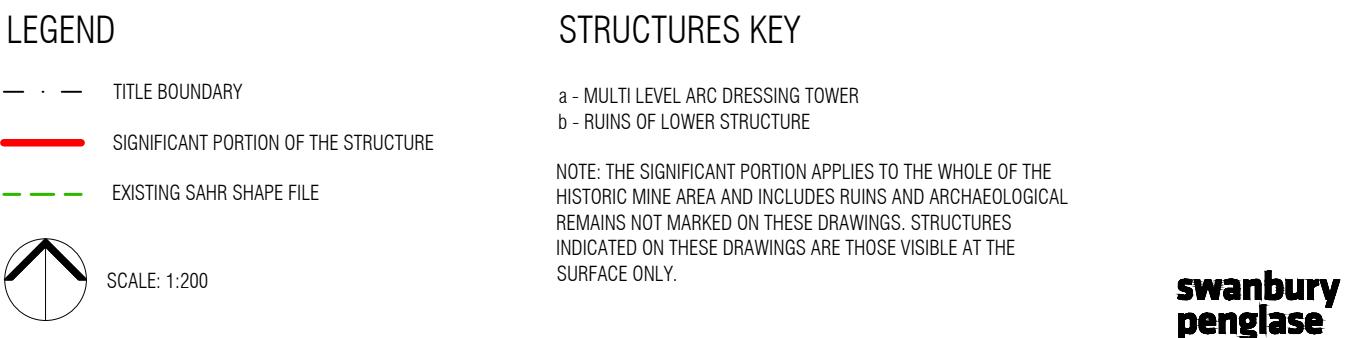 LEGEND
TITLE BOUNDARY
SIGNIFICANT PORTION OF THE STRUCTURE
EXISTING SAHR SHAPE FILE
SCALE: 1:200
STRUCTURES KEY
a - MULTI LEVEL ARC DRESSING TOWER
b - RUINS OF LOWER STRUCTURE
NOTE: THE SIGNIFICANT PORTION APPLIES TO THE WHOLE OF THE
HISTORIC MINE AREA AND INCLUDES RUINS AND ARCHAEOLOGICAL
REMAINS NOT MARKED ON THESE DRAWINGS. STRUCTURES
INDICATED ON THESE DRAWINGS ARE THOSE VISIBLE AT THE
SURFACE ONLY.
swanbury
penglase